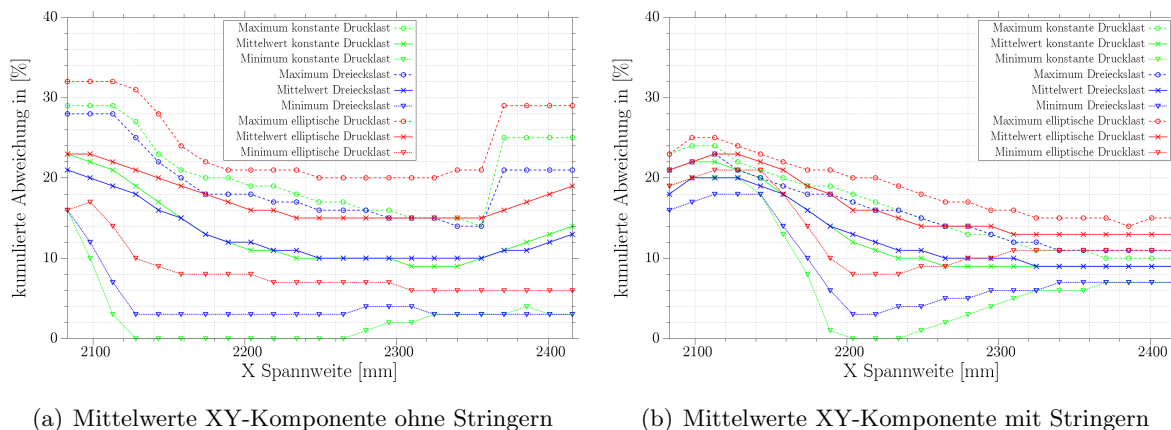 40
30
20
10
0
kumulierte Abweichung in [%]
Maximum konstante Drucklast
Mittelwert konstante Drucklast
Minimum konstante Drucklast
Maximum Dreieckslast
Mittelwert Dreieckslast
Minimum Dreieckslast
Maximum elliptische Drucklast
Mittelwert elliptische Drucklast
Minimum elliptische Drucklast
2100
2200
2300
2400
X Spannweite [mm]
(a) Mittelwerte XY-Komponente ohne Stringern
40
30
20
10
0
kumulierte Abweichung in [%]
Maximum konstante Drucklast
Mittelwert konstante Drucklast
Minimum konstante Drucklast
Maximum Dreieckslast
Mittelwert Dreieckslast
Minimum Dreieckslast
Maximum elliptische Drucklast
Mittelwert elliptische Drucklast
Minimum elliptische Drucklast
2100
2200
2300
2400
X Spannweite [mm]
(b) Mittelwerte XY-Komponente mit Stringern